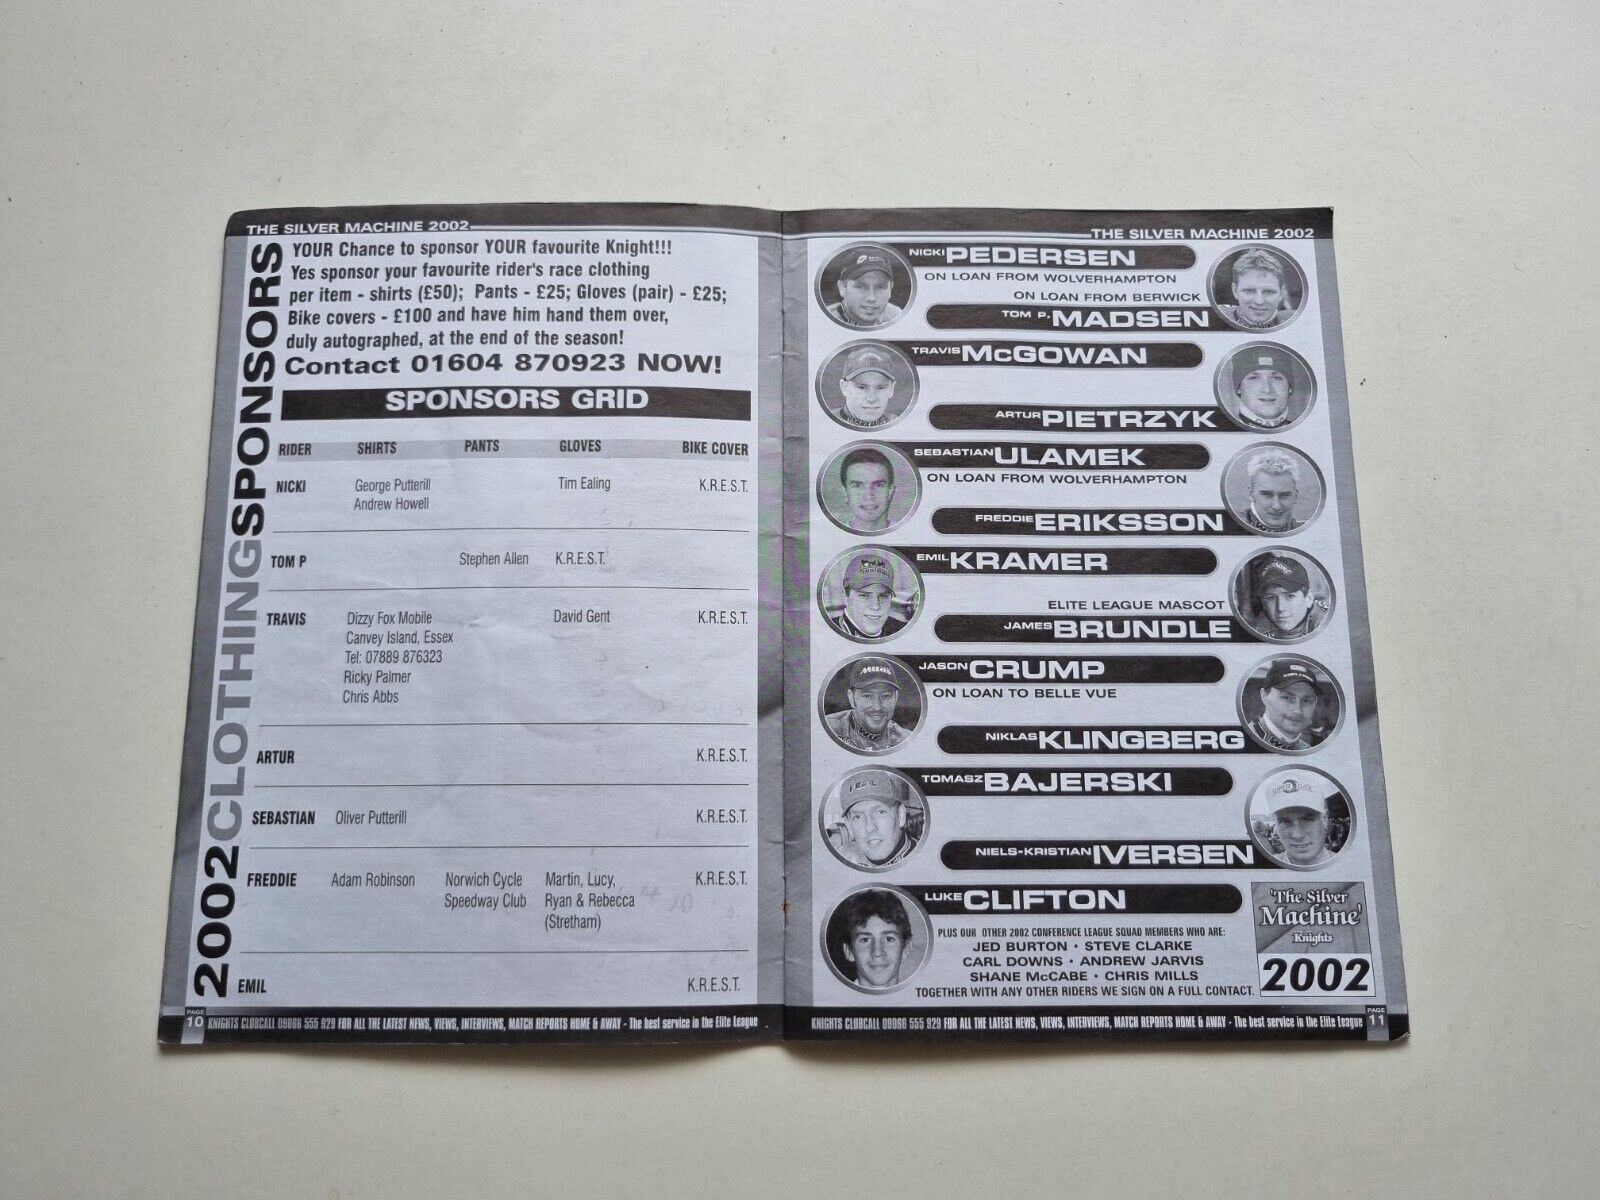 THE SILVER MACHINE 2002
2002CLOTHINGSPONSORS
YOUR Chance to sponsor YOUR favourite Knight!!!
Yes sponsor your favourite rider's race clothing
per item - shirts (£50); Pants - £25; Gloves (pair) - £25;
Bike covers - £100 and have him hand them over,
duly autographed, at the end of the season!
Contact 01604 870923 NOW!
SPONSORS GRID
RIDER SHIRTS PANTS GLOVES BIKE COVER
NICKI George Putterill Tim Ealing K.R.E.S.T.
Andrew Howell
TOM P Stephen Allen K.R.E.S.T.
TRAVIS Dizzy Fox Mobile David Gent K.R.E.S.T.
Canvey Island, Essex
Tel: 07889 876323
Ricky Palmer
Chris Abbs
ARTUR K.R.E.S.T.
SEBASTIAN Oliver Putterill K.R.E.S.T.
FREDDIE Adam Robinson Norwich Cycle Martin, Lucy, K.R.E.S.T.
Speedway Club Ryan & Rebecca
(Stretham)
EMIL K.R.E.S.T.
PAGE
10 KNIGHTS CLUBCALL 09066 555 929 FOR ALL THE LATEST NEWS, VIEWS, INTERVIEWS, MATCH REPORTS HOME & AWAY - The best service in the Elite League
THE SILVER MACHINE 2002
NICKI PEDERSEN
ON LOAN FROM WOLVERHAMPTON
ON LOAN FROM BERWICK
TOM P. MADSEN
TRAVIS McGOWAN
ARTUR PIETRZYK
SEBASTIAN ULAMEK
ON LOAN FROM WOLVERHAMPTON
FREDDIE ERIKSSON
EMIL KRAMER
ELITE LEAGUE MASCOT
JAMES BRUNDLE
JASON CRUMP
ON LOAN TO BELLE VUE
NIKLAS KLINGBERG
TOMASZ BAJERSKI
NIELS-KRISTIAN IVERSEN
LUKE CLIFTON
PLUS OUR OTHER 2002 CONFERENCE LEAGUE SQUAD MEMBERS WHO ARE:
JED BURTON · STEVE CLARKE
CARL DOWNS · ANDREW JARVIS
SHANE McCABE · CHRIS MILLS
TOGETHER WITH ANY OTHER RIDERS WE SIGN ON A FULL CONTACT.
'The Silver
Machine'
Knights
2002
KNIGHTS CLUBCALL 09066 555 929 FOR ALL THE LATEST NEWS, VIEWS, INTERVIEWS, MATCH REPORTS HOME & AWAY - The best service in the Elite League
PAGE
11